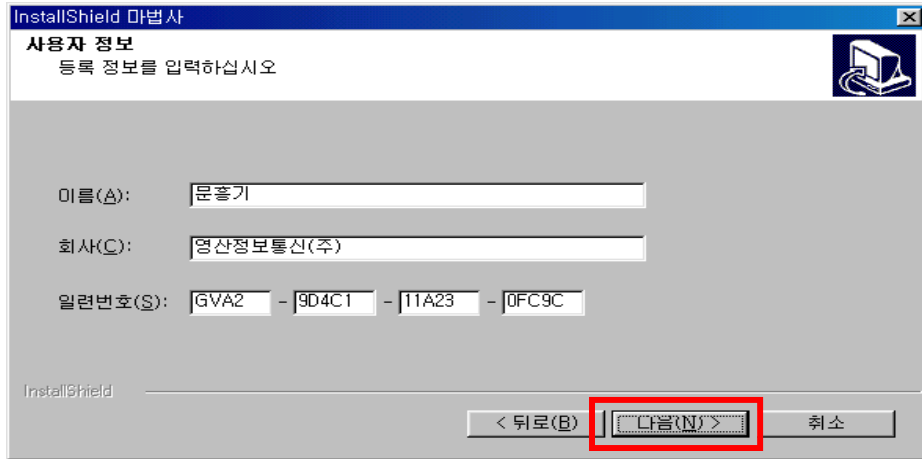 InstallShield 마법사
사용자 정보
등록 정보를 입력하십시오
이름(A): 문흥기
회사(C): 영산정보통신(주)
일련번호(S): GVA2 - 9D4C1 - 11A23 - 0FC9C
InstallShield
< 뒤로(B) 다음(N) > 취소